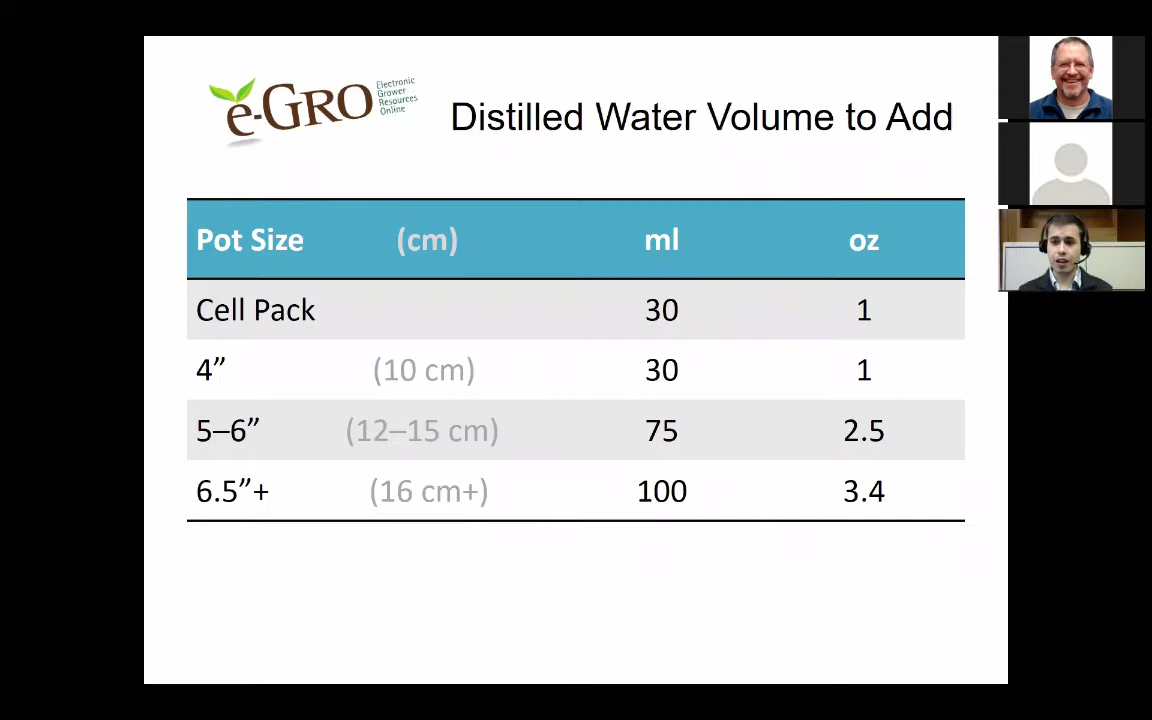 e-GRO
Electronic
Grower
Resources
Online
Distilled Water Volume to Add
Pot Size (cm) ml oz
Cell Pack 30 1
4” (10 cm) 30 1
5–6” (12–15 cm) 75 2.5
6.5”+ (16 cm+) 100 3.4